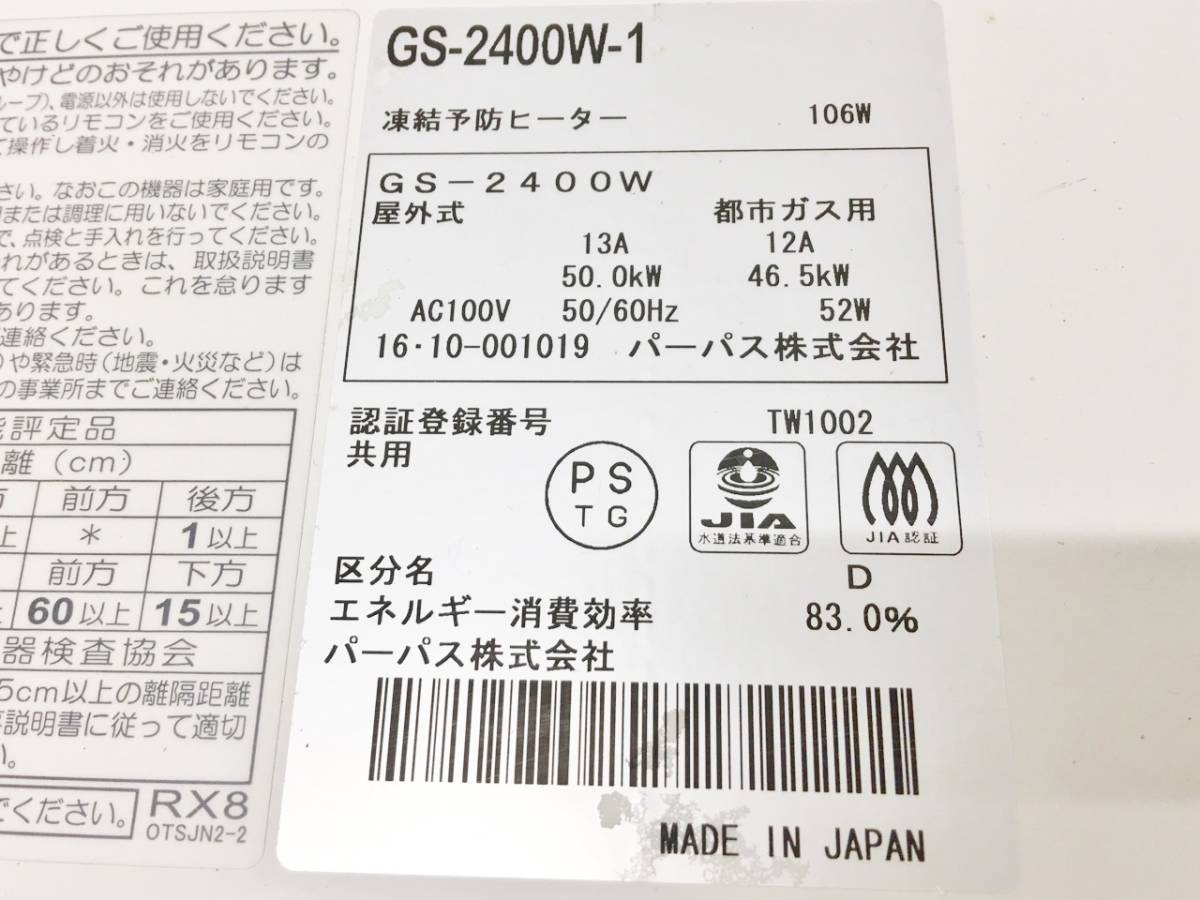 で正しくご使用ください。
やけどのおそれがあります。
ループ)、電源以外は使用しないでください。
ているリモコンをご使用ください。
て操作し着火・消火をリモコンの
さい。なおこの機器は家庭用です。
または調理に用いないでください。
で、点検と手入れを行ってください。
れがあるときは、取扱説明書
てください。これを怠ります
あります。
連絡ください。
)や緊急時(地震・火災など)は
の事業所までご連絡ください。
評定品
離(cm)
方 前方 後方
上 * 1以上
前方 下方
60以上 15以上
器検査協会
5cm以上の離隔距離
説明書に従って適切
い。
でください。 RX8
OTSJN2-2
GS-2400W-1
凍結予防ヒーター 106W
GS-2400W
屋外式 都市ガス用
13A 12A
50.0kW 46.5kW
AC100V 50/60Hz 52W
16・10-001019 パーパス株式会社
認証登録番号 TW1002
共用
PS
TG
JIA
水道法基準適合
JIA認証
区分名 D
エネルギー消費効率 83.0%
パーパス株式会社
MADE IN JAPAN